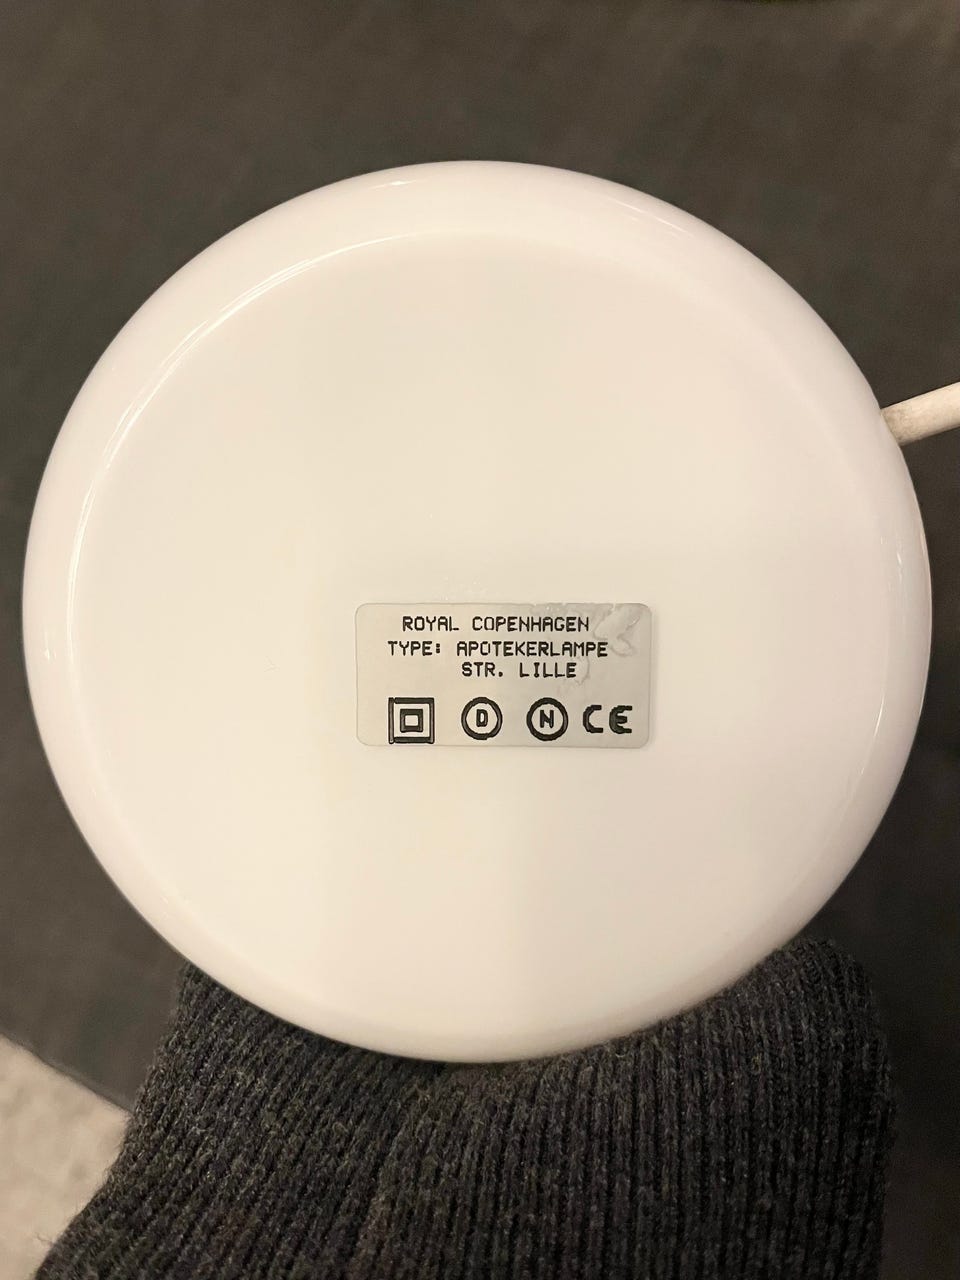 ROYAL COPENHAGEN
TYPE: APOTEKERLAMPE
STR. LILLE
D N CE